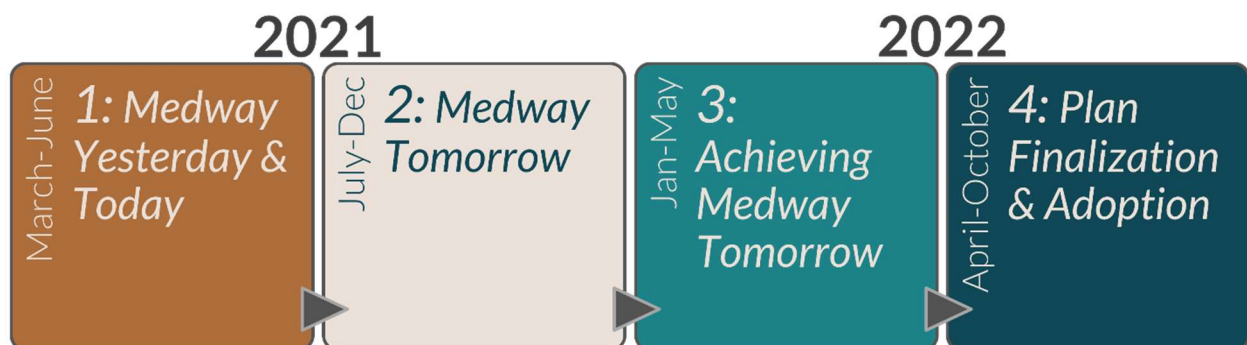 2021
2022
March-June
1: Medway
Yesterday &
Today
July-Dec
2: Medway
Tomorrow
Jan-May
3:
Achieving
Medway
Tomorrow
April-October
4: Plan
Finalization
& Adoption